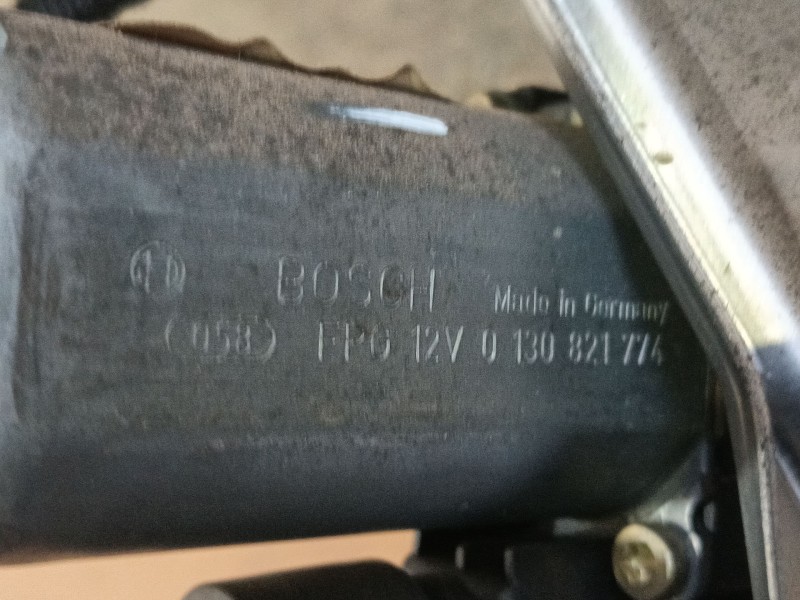 BOSCH Made in Germany
(058) FPG 12V 0 130 821 774